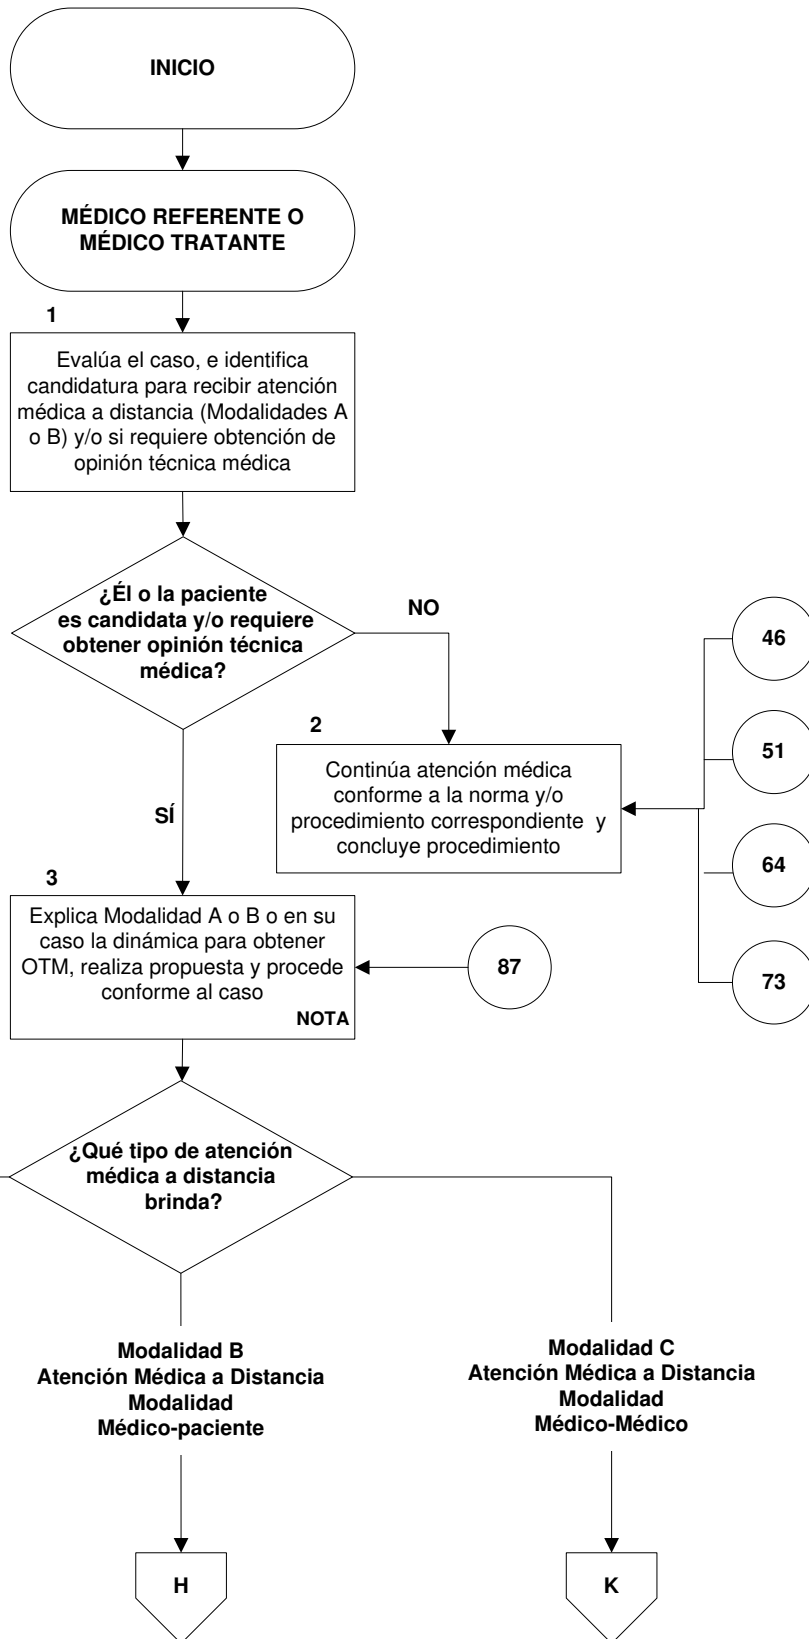 INICIO
MÉDICO REFERENTE O
MÉDICO TRATANTE
1
Evalúa el caso, e identifica
candidatura para recibir atención
médica a distancia (Modalidades A
o B) y/o si requiere obtención de
opinión técnica médica
¿Él o la paciente
es candidata y/o requiere
obtener opinión técnica
médica?
NO
46
51
64
73
2
Continúa atención médica
conforme a la norma y/o
procedimiento correspondiente y
concluye procedimiento
SÍ
3
Explica Modalidad A o B o en su
caso la dinámica para obtener
OTM, realiza propuesta y procede
conforme al caso
NOTA
87
¿Qué tipo de atención
médica a distancia
brinda?
Modalidad B
Atención Médica a Distancia
Modalidad
Médico-paciente
Modalidad C
Atención Médica a Distancia
Modalidad
Médico-Médico
H
K